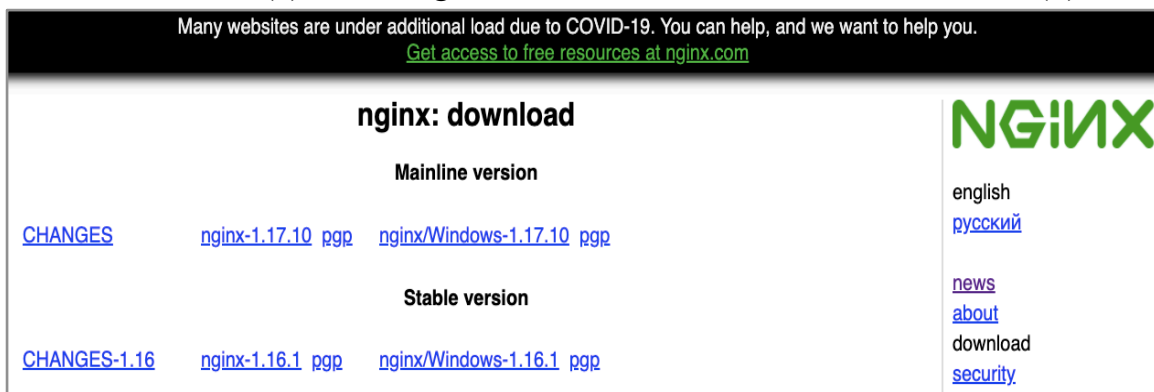 Many websites are under additional load due to COVID-19. You can help, and we want to help you.
Get access to free resources at nginx.com
nginx: download
Mainline version
CHANGES nginx-1.17.10 pgp nginx/Windows-1.17.10 pgp
Stable version
CHANGES-1.16 nginx-1.16.1 pgp nginx/Windows-1.16.1 pgp
NGINX
english
русский
news
about
download
security